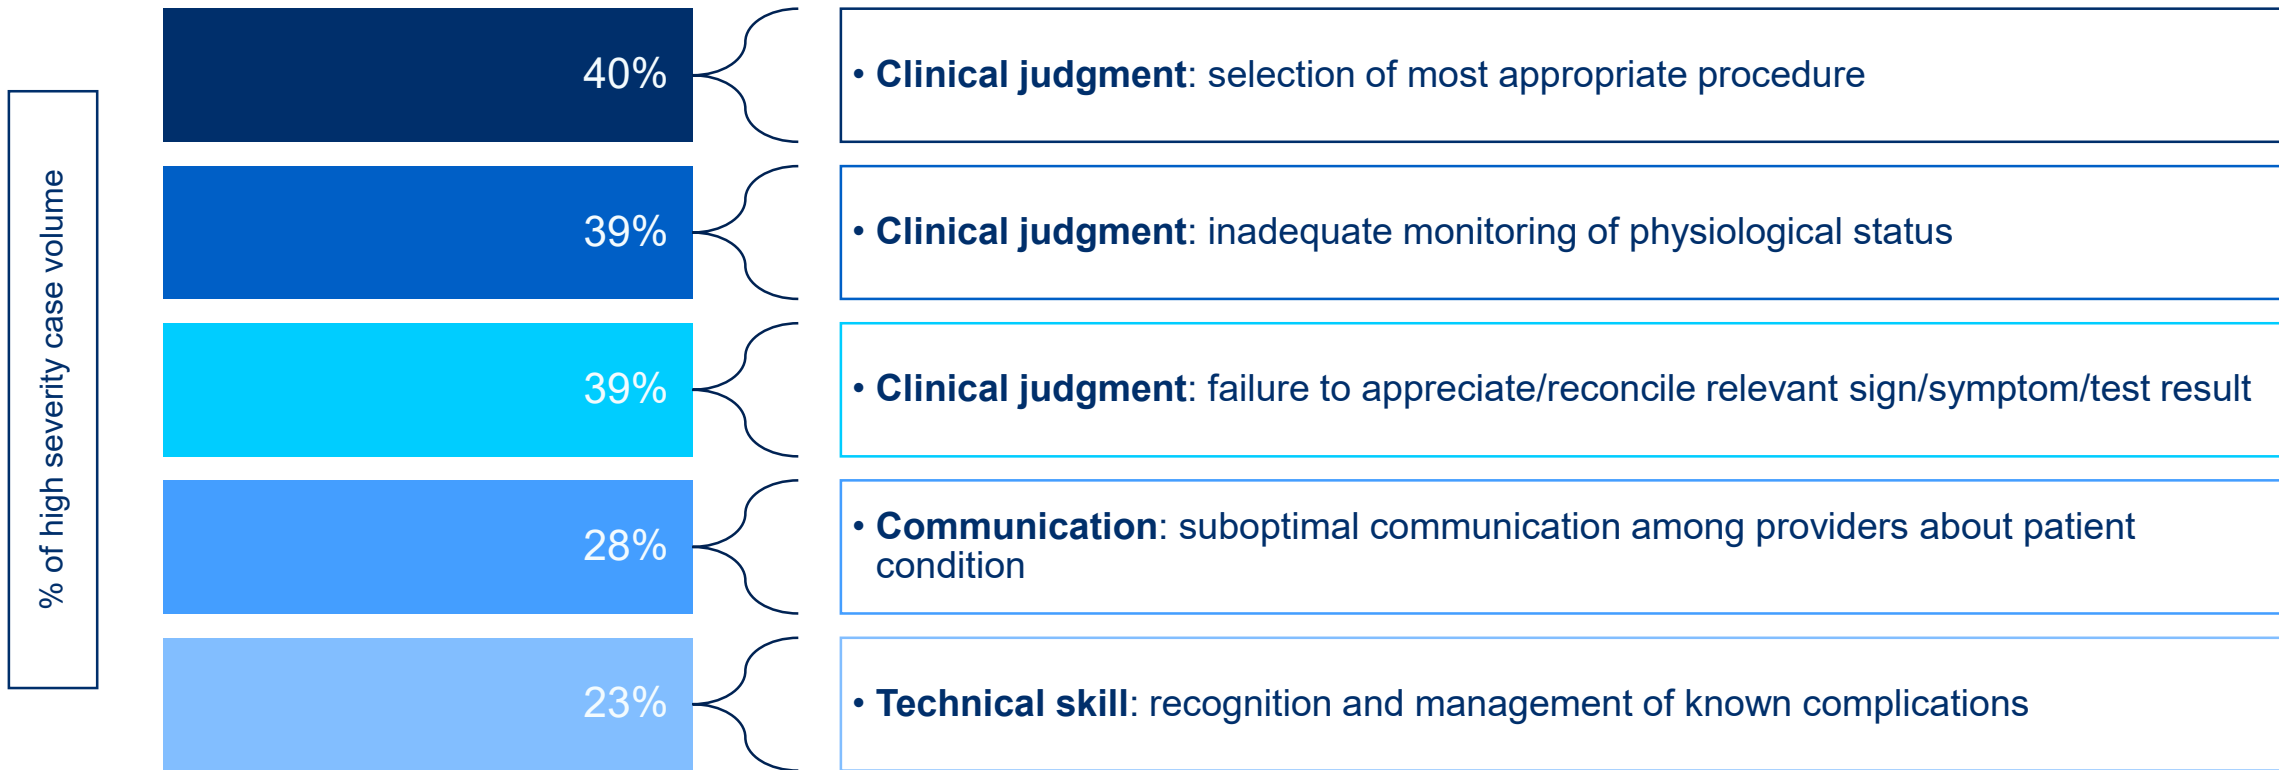 % of high severity case volume
40%
• Clinical judgment: selection of most appropriate procedure
39%
• Clinical judgment: inadequate monitoring of physiological status
39%
• Clinical judgment: failure to appreciate/reconcile relevant sign/symptom/test result
28%
• Communication: suboptimal communication among providers about patient
condition
23%
• Technical skill: recognition and management of known complications